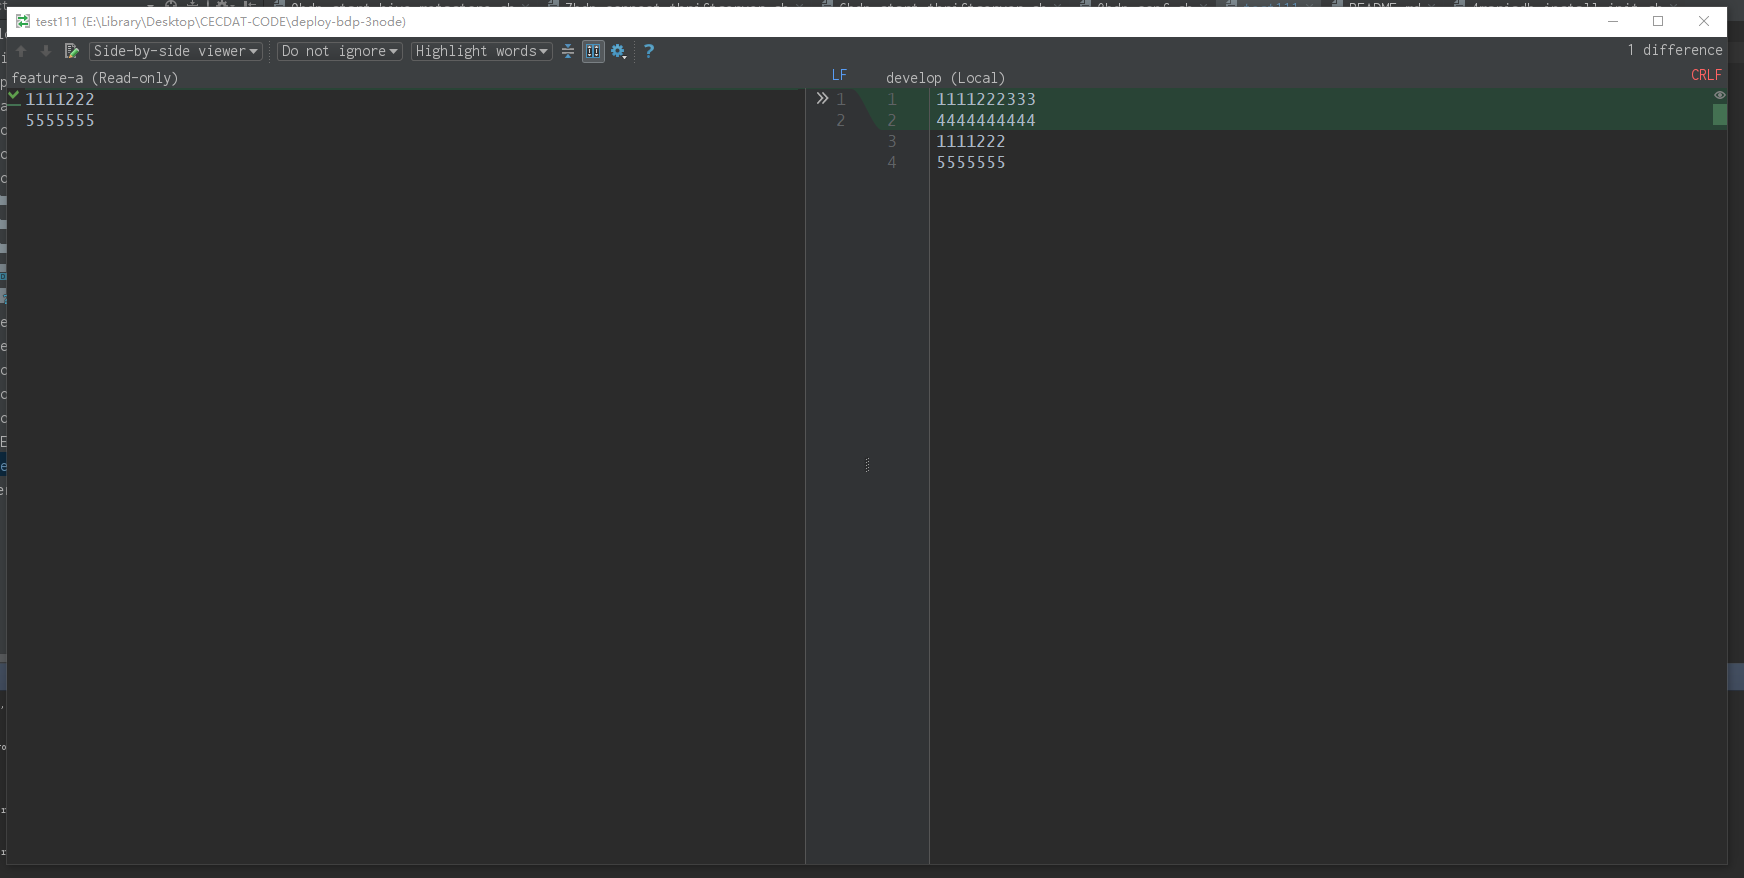 test111 (E:\Library\Desktop\CECDAT-CODE\deploy-bdp-3node)
Side-by-side viewer Do not ignore Highlight words ? 1 difference
feature-a (Read-only) LF develop (Local) CRLF
1111222 1 1 1111222333
5555555 2 2 4444444444
3 1111222
4 5555555